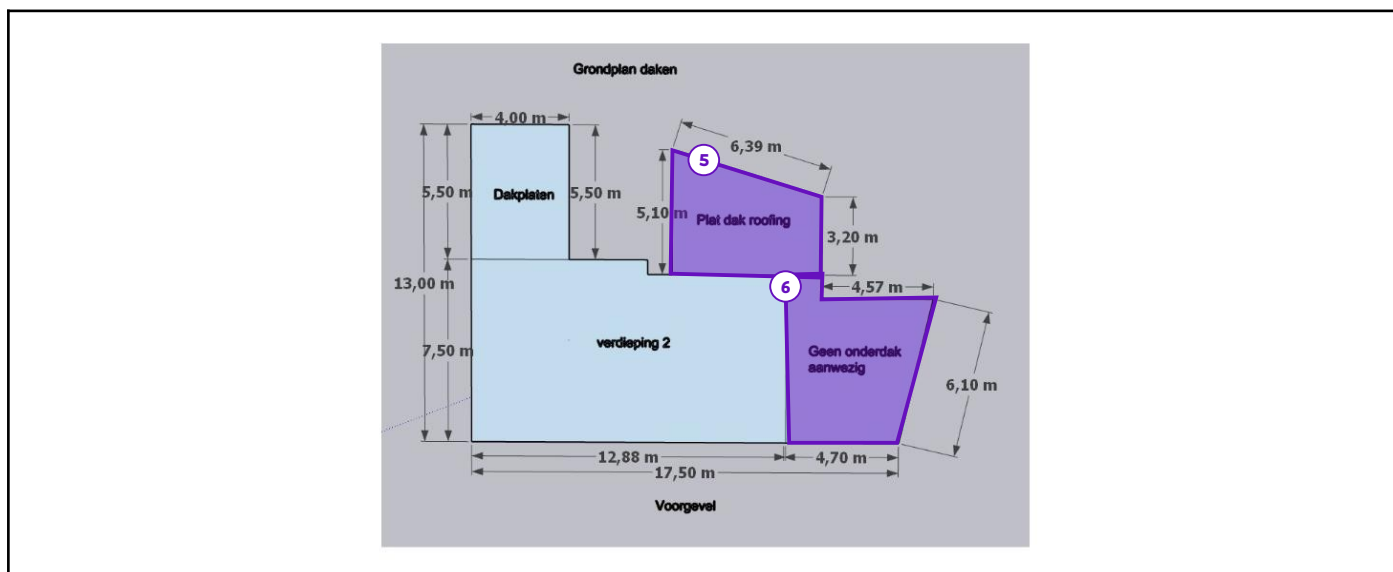 Grondplan daken
4,00 m
6,39 m
5
5,50 m
Dakplaten
5,50 m
5,10 m
Plat dak roofing
3,20 m
13,00 m
6
4,57 m
7,50 m
verdieping 2
Geen onderdak
aanwezig
6,10 m
12,88 m
4,70 m
17,50 m
Voorgevel